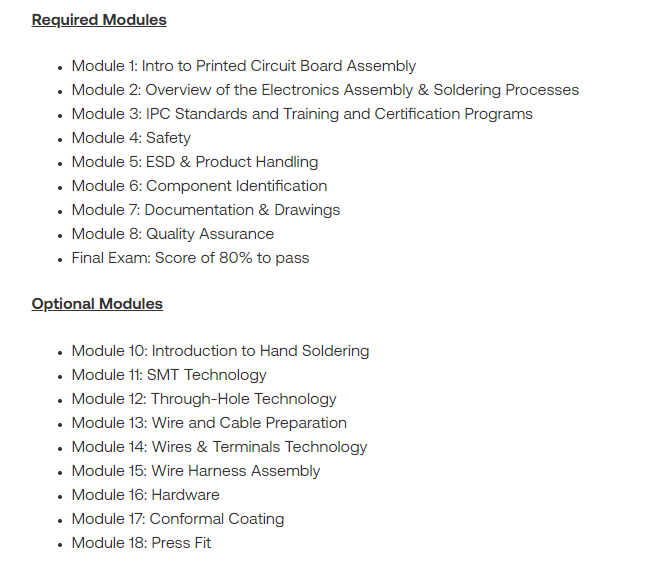 Required Modules
Module 1: Intro to Printed Circuit Board Assembly
Module 2: Overview of the Electronics Assembly & Soldering Processes
Module 3: IPC Standards and Training and Certification Programs
Module 4: Safety
Module 5: ESD & Product Handling
Module 6: Component Identification
Module 7: Documentation & Drawings
Module 8: Quality Assurance
Final Exam: Score of 80% to pass
Optional Modules
Module 10: Introduction to Hand Soldering
Module 11: SMT Technology
Module 12: Through-Hole Technology
Module 13: Wire and Cable Preparation
Module 14: Wires & Terminals Technology
Module 15: Wire Harness Assembly
Module 16: Hardware
Module 17: Conformal Coating
Module 18: Press Fit